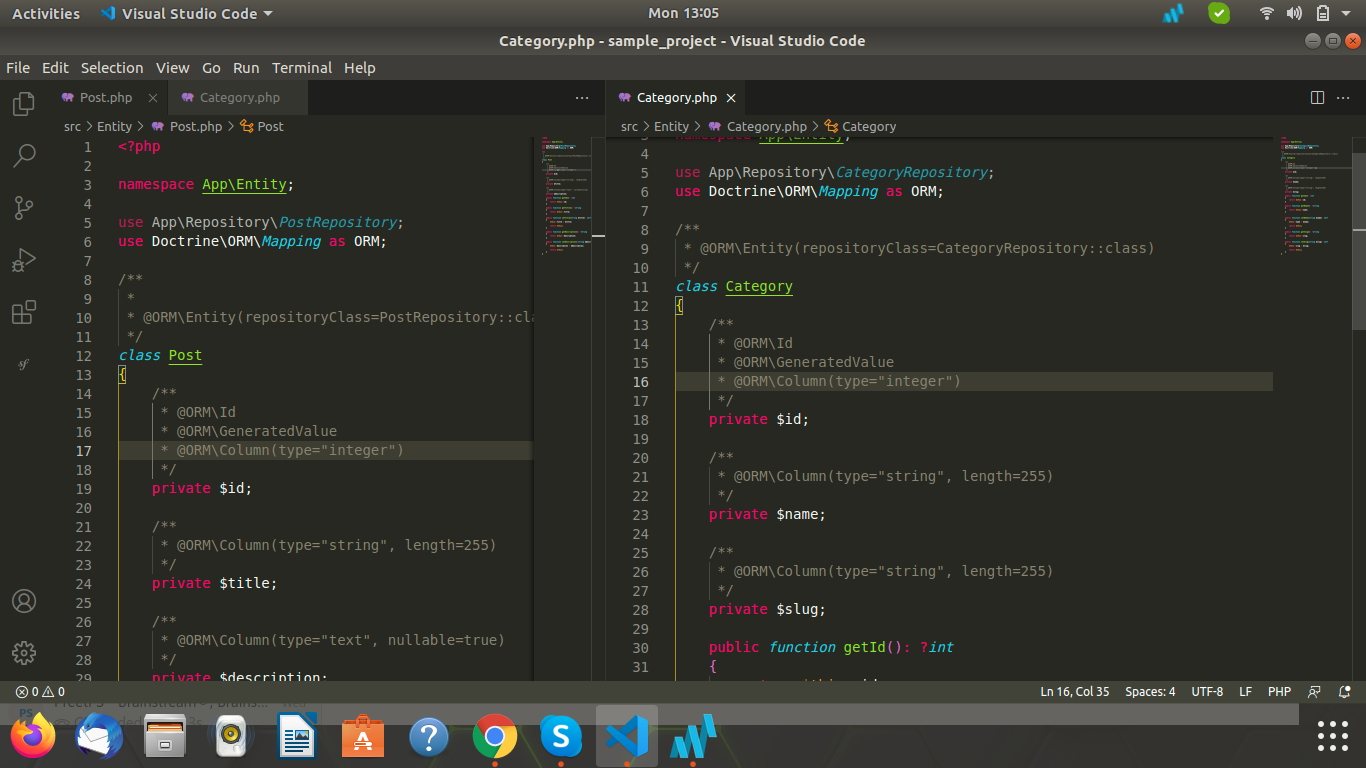 Activities Visual Studio Code Mon 13:05
Category.php - sample_project - Visual Studio Code
File Edit Selection View Go Run Terminal Help
Post.php Category.php
src Entity Post.php Post
1 <?php
2
3 namespace App\Entity;
4
5 use App\Repository\PostRepository;
6 use Doctrine\ORM\Mapping as ORM;
7
8 /**
9 *
10 * @ORM\Entity(repositoryClass=PostRepository::cla
11 */
12 class Post
13 {
14 /**
15 * @ORM\Id
16 * @ORM\GeneratedValue
17 * @ORM\Column(type="integer")
18 */
19 private $id;
20
21 /**
22 * @ORM\Column(type="string", length=255)
23 */
24 private $title;
25
26 /**
27 * @ORM\Column(type="text", nullable=true)
28 */
29 private $description;
Category.php
src Entity Category.php Category
3 namespace App\Entity;
4
5 use App\Repository\CategoryRepository;
6 use Doctrine\ORM\Mapping as ORM;
7
8 /**
9 * @ORM\Entity(repositoryClass=CategoryRepository::class)
10 */
11 class Category
12 {
13 /**
14 * @ORM\Id
15 * @ORM\GeneratedValue
16 * @ORM\Column(type="integer")
17 */
18 private $id;
19
20 /**
21 * @ORM\Column(type="string", length=255)
22 */
23 private $name;
24
25 /**
26 * @ORM\Column(type="string", length=255)
27 */
28 private $slug;
29
30 public function getId(): ?int
31 {
0 0 Ln 16, Col 35 Spaces: 4 UTF-8 LF PHP